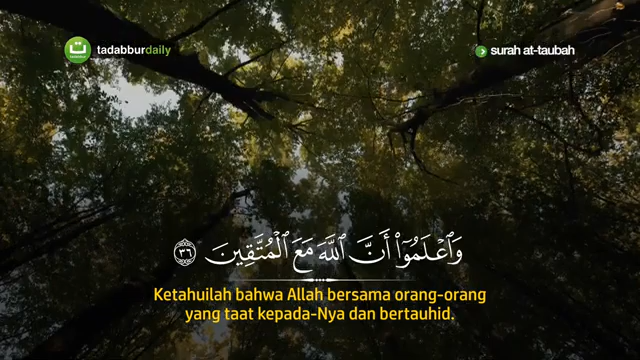 tadabburdaily
surah at-taubah
وَٱعْلَمُوٓا۟ أَنَّ ٱللَّهَ مَعَ ٱلْمُتَّقِينَ ٣٦
Ketahuilah bahwa Allah bersama orang-orang
yang taat kepada-Nya dan bertauhid.